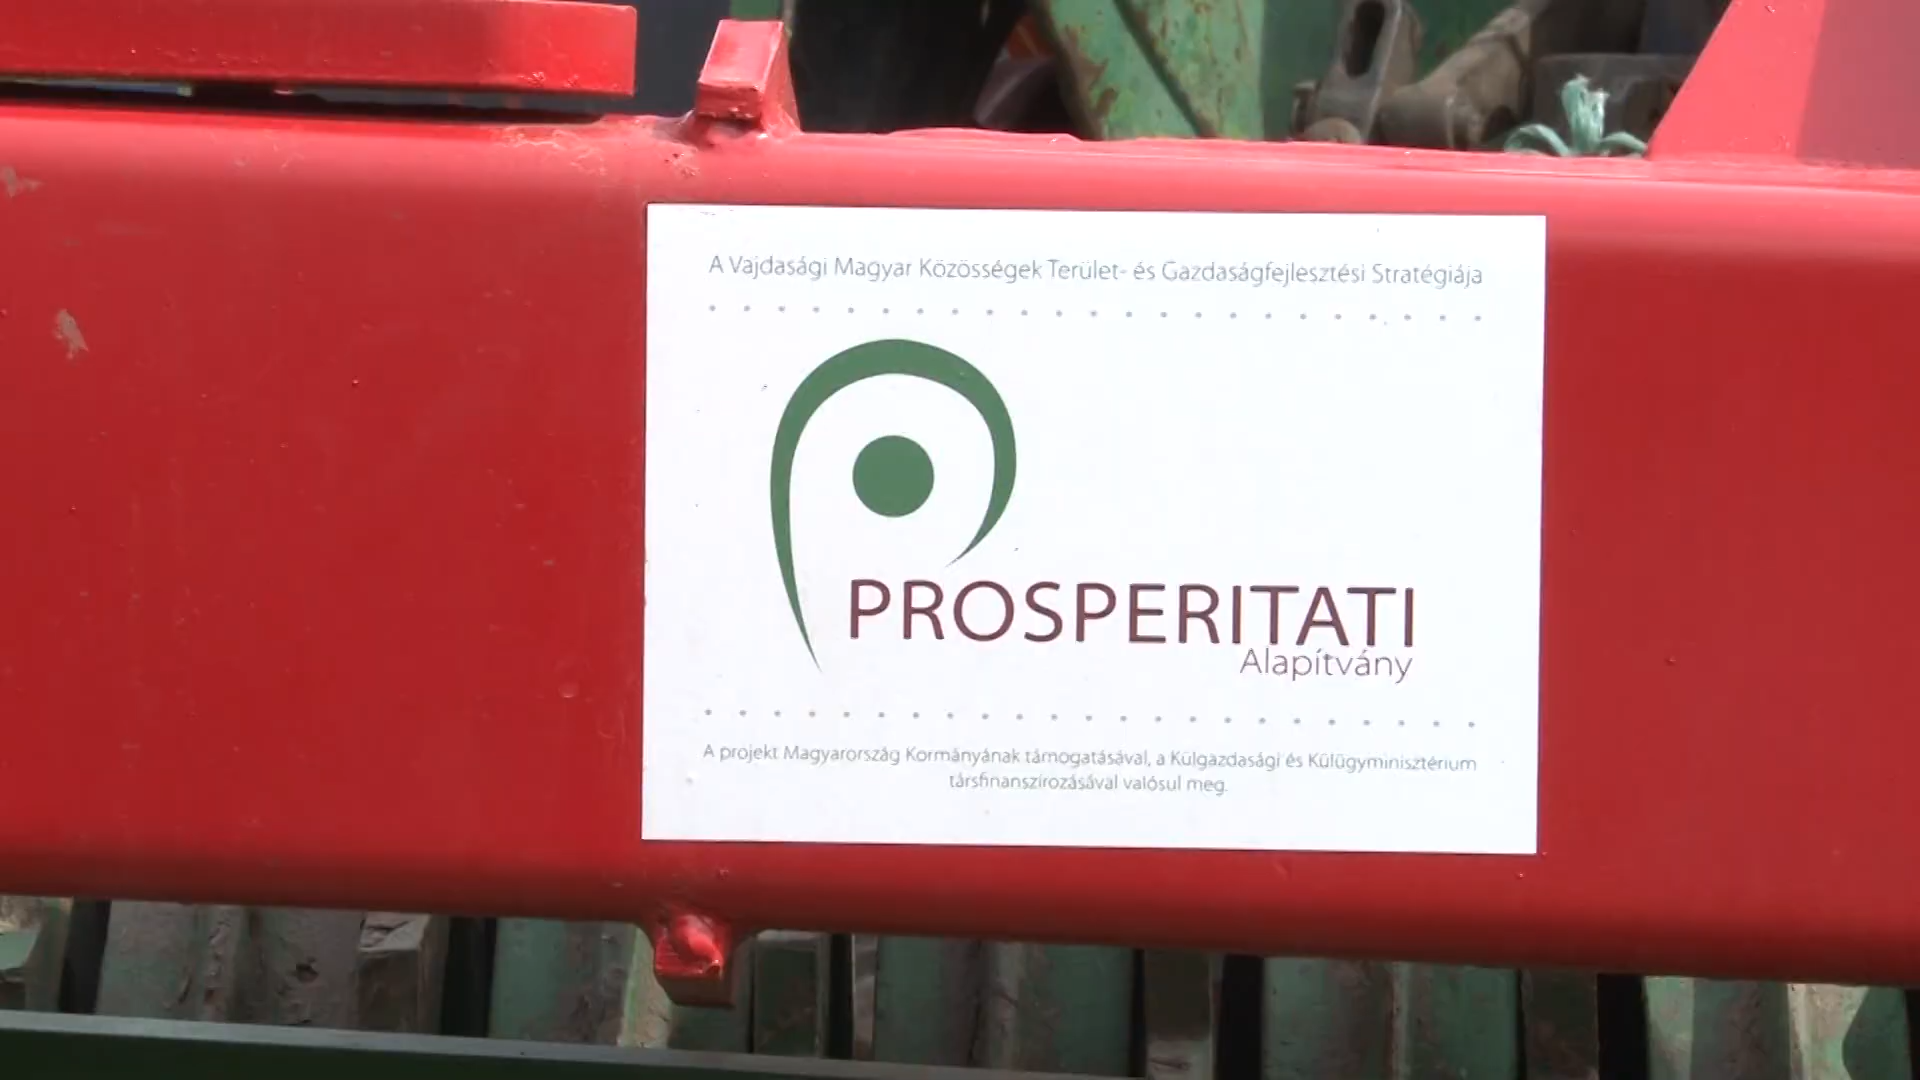 A Vajdasági Magyar Közösségek Terület- és Gazdaságfejlesztési Stratégiája
PROSPERITATI
Alapítvány
A projekt Magyarország Kormányának támogatásával, a Külgazdasági és Külügyminisztérium
társfinanszírozásával valósul meg.